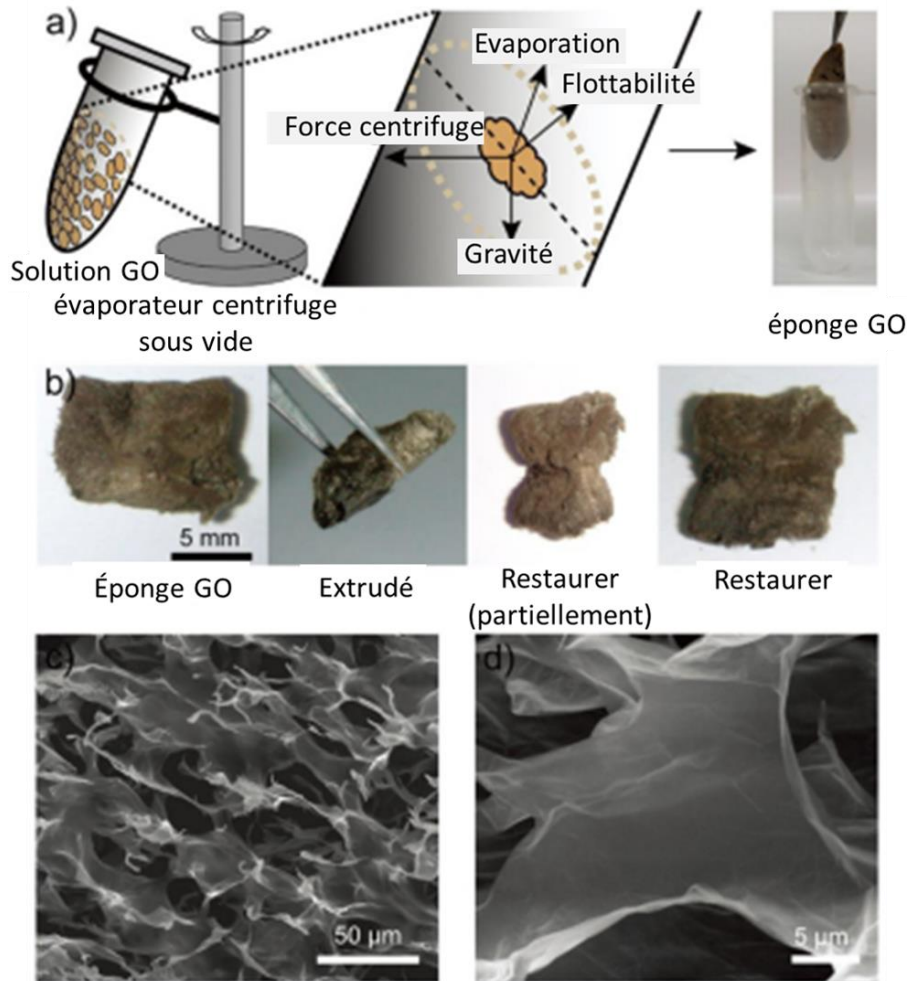 a)
Evaporation
Flottabilité
Force centrifuge
Gravité
Solution GO
évaporateur centrifuge
sous vide
éponge GO
b)
5 mm
Éponge GO
Extrudé
Restaurer
(partiellement)
Restaurer
c)
50 µm
d)
5 µm